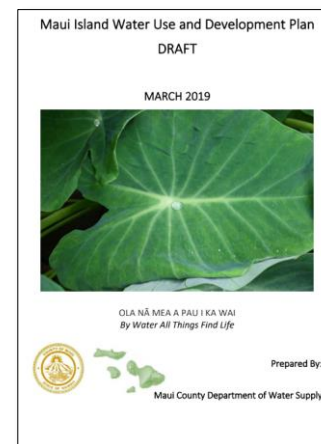 Maui Island Water Use and Development Plan
DRAFT
MARCH 2019
OLA NĀ MEA A PAU I KA WAI
By Water All Things Find Life
Prepared By:
Maui County Department of Water Supply